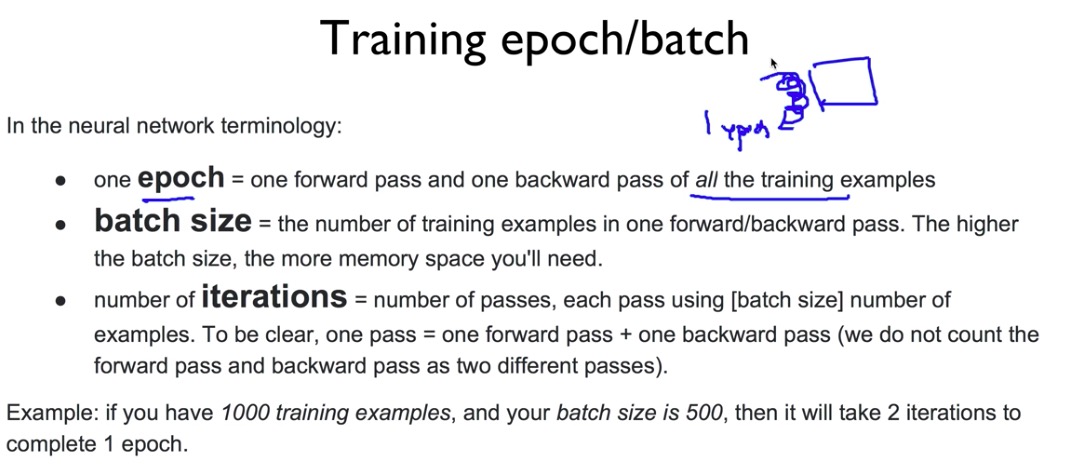 Training epoch/batch
1 epoch
In the neural network terminology:
● one epoch = one forward pass and one backward pass of all the training examples
● batch size = the number of training examples in one forward/backward pass. The higher
the batch size, the more memory space you'll need.
● number of iterations = number of passes, each pass using [batch size] number of
examples. To be clear, one pass = one forward pass + one backward pass (we do not count the
forward pass and backward pass as two different passes).
Example: if you have 1000 training examples, and your batch size is 500, then it will take 2 iterations to
complete 1 epoch.